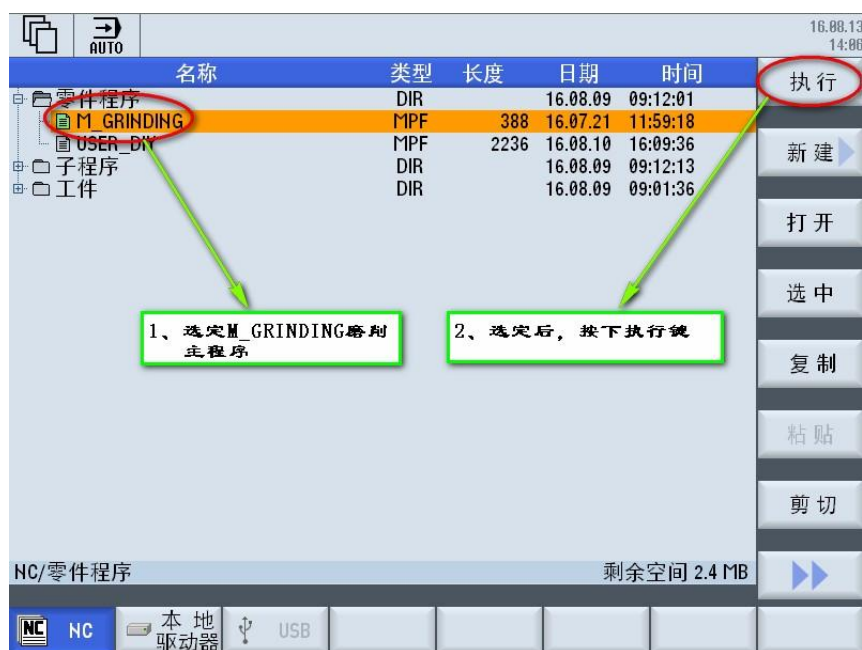 AUTO
16.08.13
14:06
名称 类型 长度 日期 时间
零件程序 DIR 16.08.09 09:12:01
M_GRINDING MPF 388 16.07.21 11:59:18
USER_DIY MPF 2236 16.08.10 16:09:36
子程序 DIR 16.08.09 09:12:13
工件 DIR 16.08.09 09:01:36
1、选定M_GRINDING磨削
主程序
2、选定后,按下执行键
NC/零件程序 剩余空间 2.4 MB
执行
新建
打开
选中
复制
粘贴
剪切
NC NC
本地
驱动器
USB